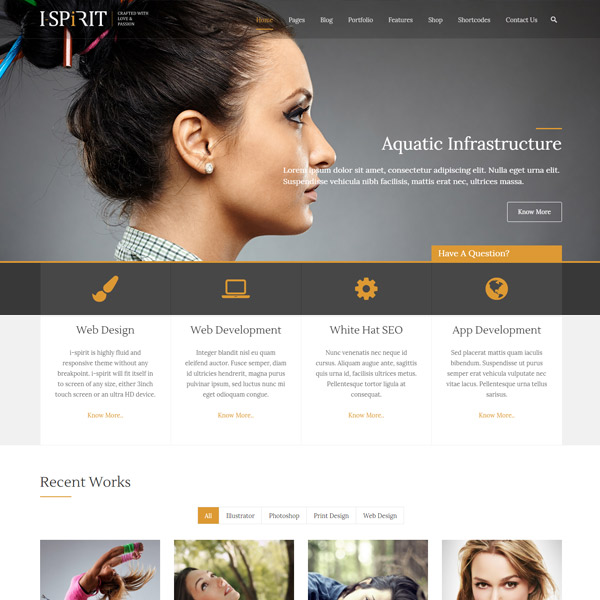 I-SPiRIT
CRAFTED WITH
LOVE &
PASSION
Home Pages Blog Portfolio Features Shop Shortcodes Contact Us
Aquatic Infrastructure
Lorem ipsum dolor sit amet, consectetur adipiscing elit. Nulla eget urna elit.
Suspendisse vehicula nibh facilisis, mattis erat nec, ultrices massa.
Know More
Have A Question?
Web Design
i-spirit is highly fluid and
responsive theme without any
breakpoint. i-spirit will fit itself in
to screen of any size, either 3inch
touch screen or an ultra HD device.
Know More..
Web Development
Integer blandit nisl eu quam
eleifend auctor. Fusce semper, diam
id ultricies hendrerit, magna purus
pulvinar ipsum, sed luctus nunc mi
eget odloquam congue.
Know More..
White Hat SEO
Nunc venenatis nec neque id
cursus. Aliquam augue ante, sagittis
quis urna id, facilisis ultrices metus.
Pellentesque tortor ligula at
consequat.
Know More..
App Development
Sed placerat mattis quam iaculis
bibendum. Suspendisse ut purus
semper erat vehicula vulputate nec
vitae lacus. Pellentesque urna tellus
sarisus.
Know More..
Recent Works
All Illustrator Photoshop Print Design Web Design